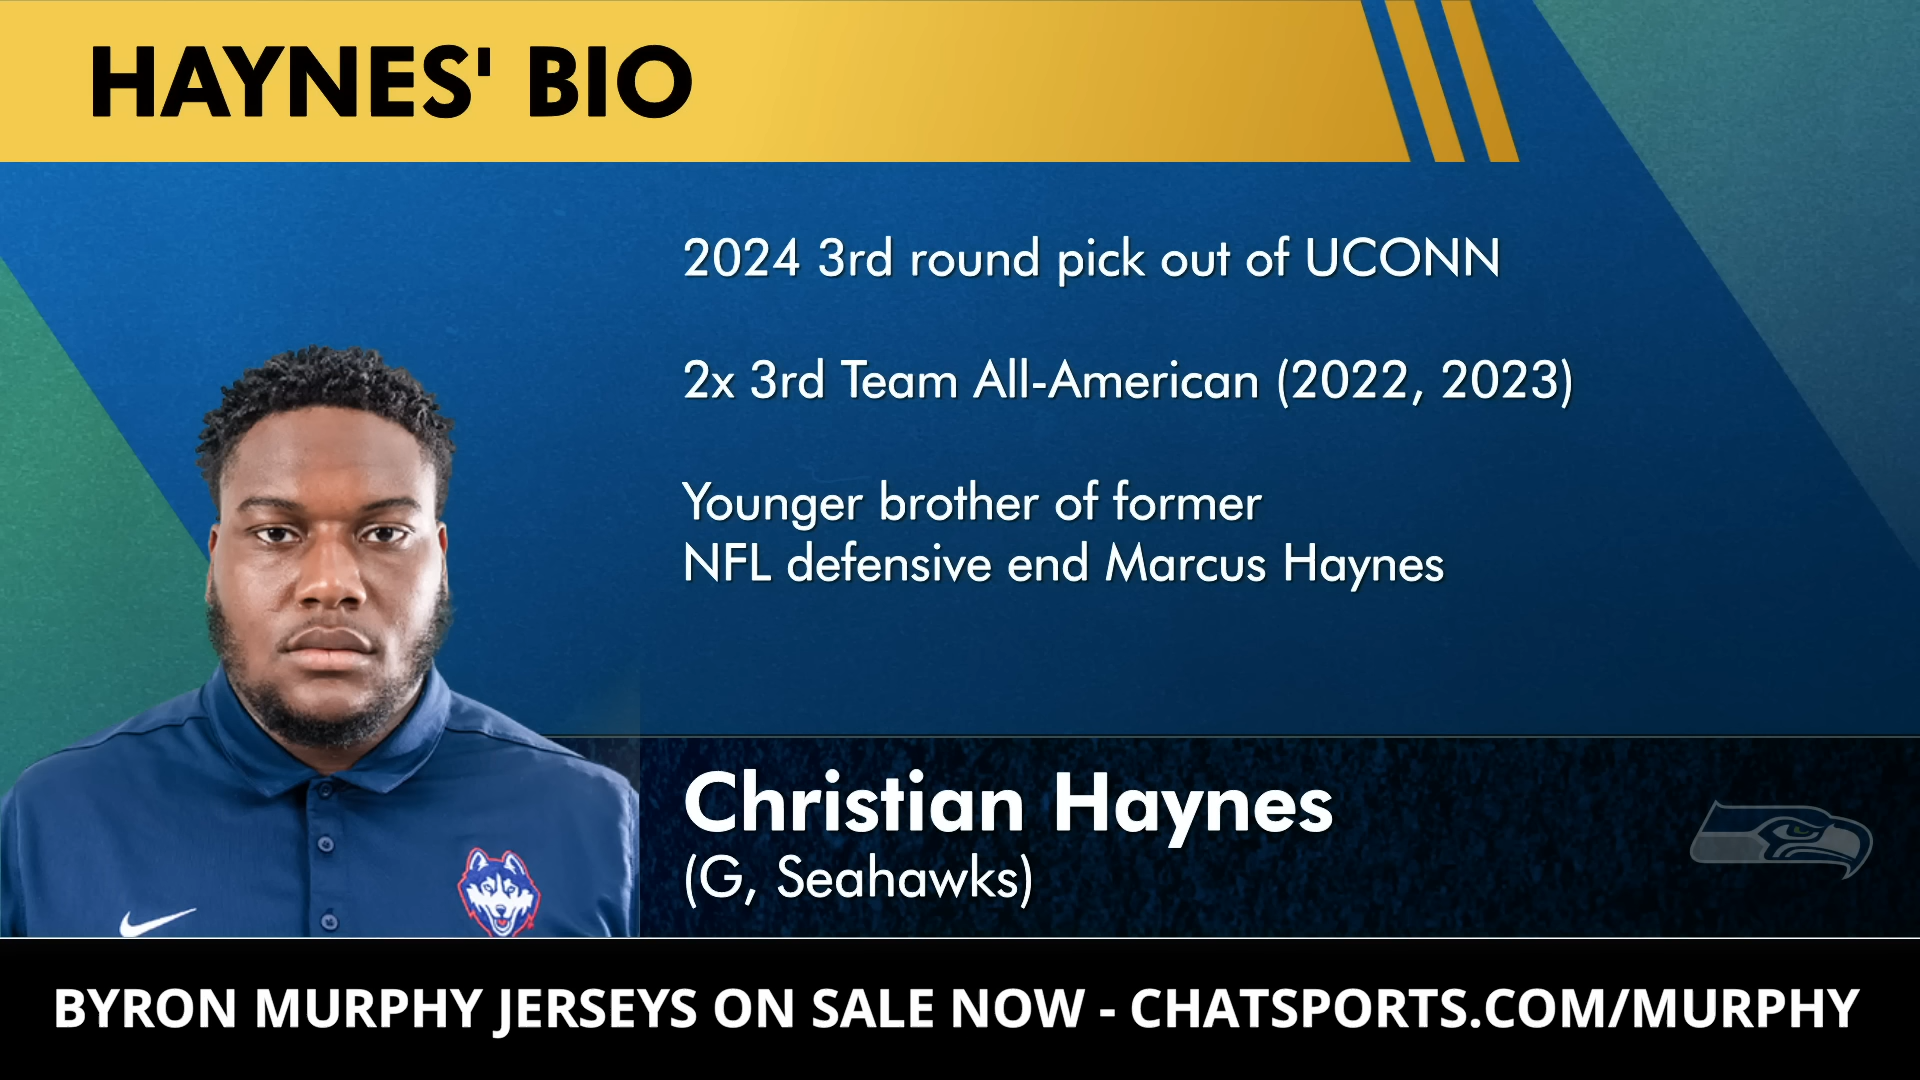 HAYNES' BIO
2024 3rd round pick out of UCONN
2x 3rd Team All-American (2022, 2023)
Younger brother of former
NFL defensive end Marcus Haynes
Christian Haynes
(G, Seahawks)
BYRON MURPHY JERSEYS ON SALE NOW - CHATSPORTS.COM/MURPHY